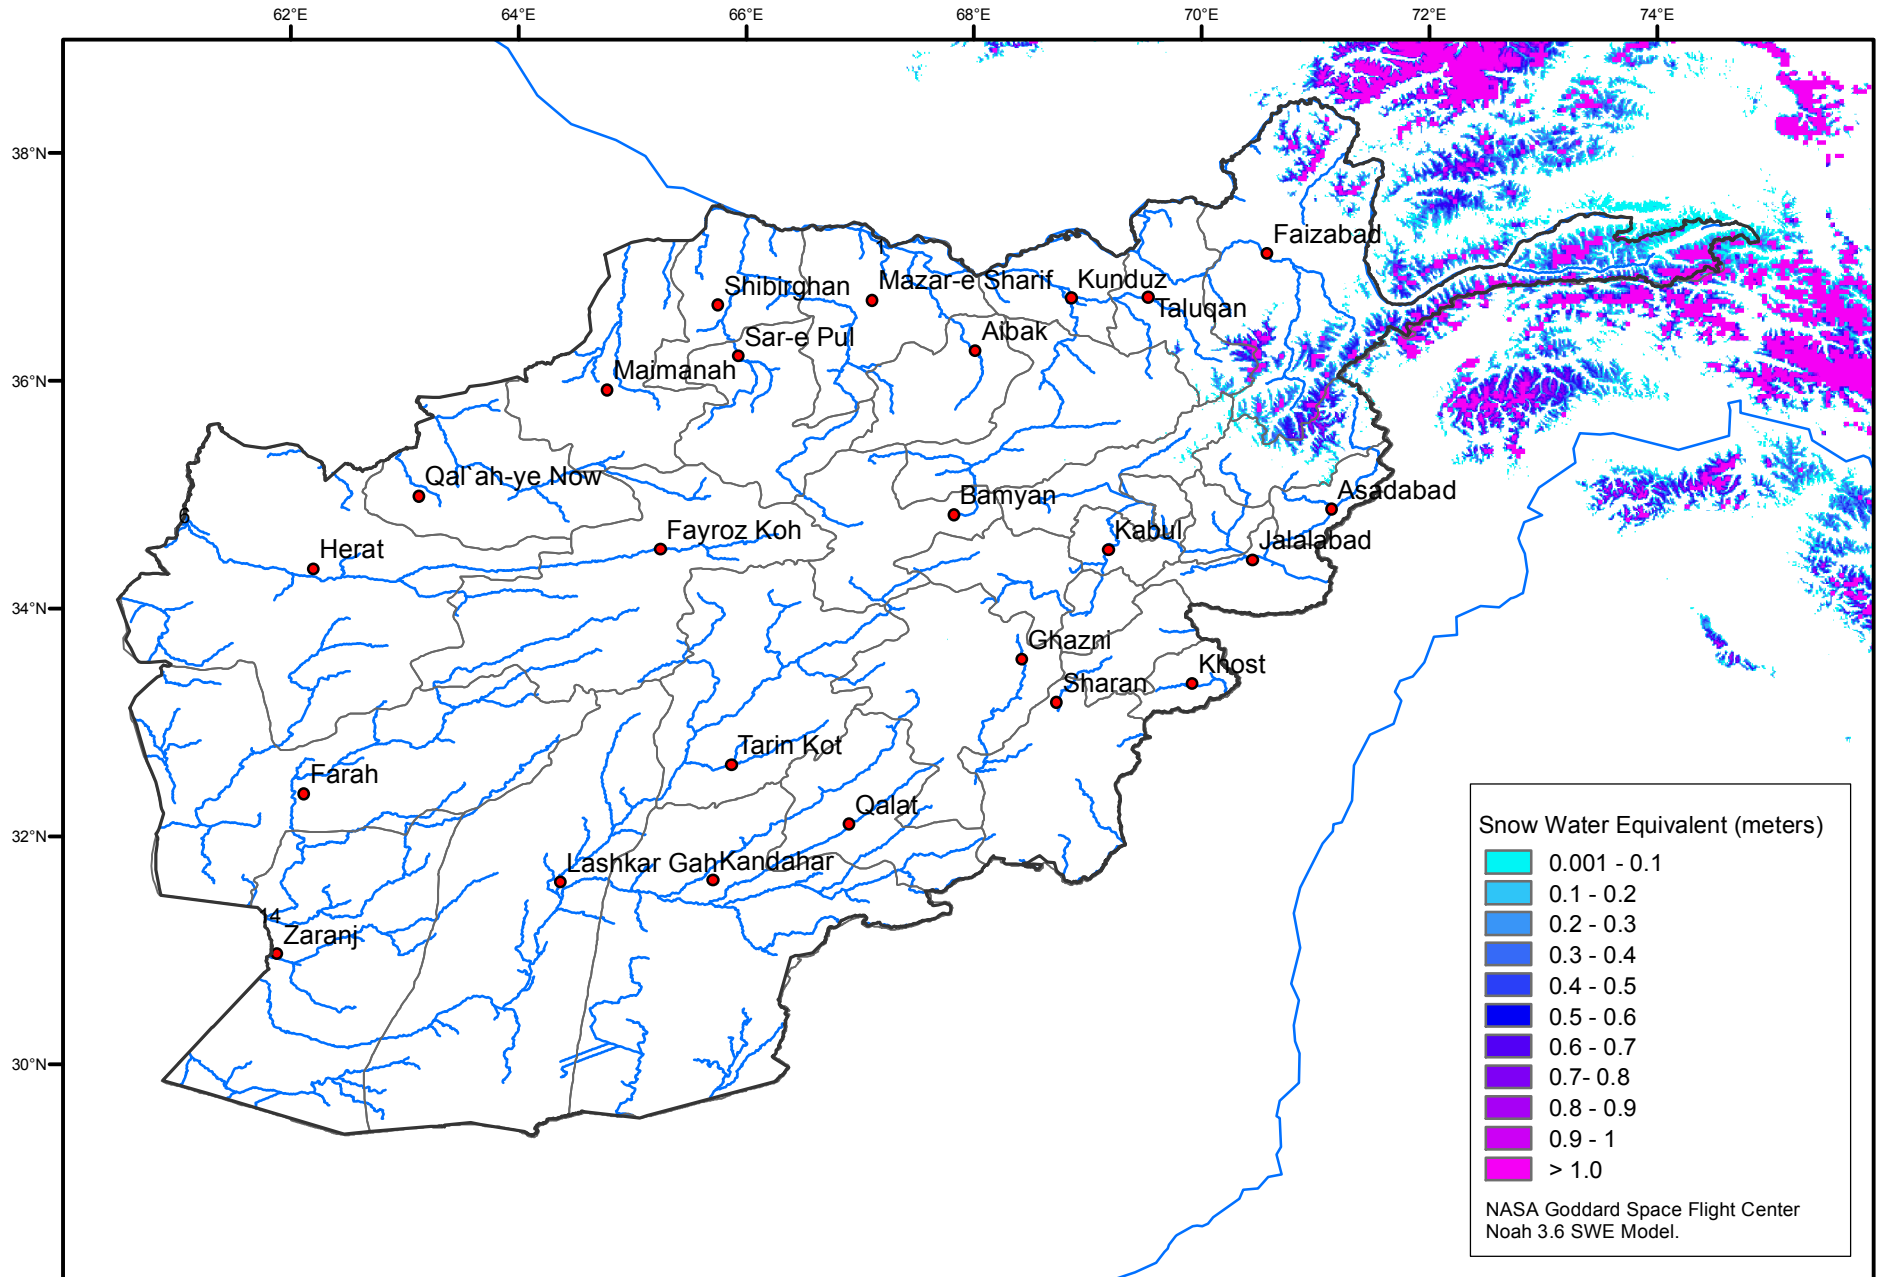 62°E
64°E
66°E
68°E
70°E
72°E
74°E
38°N
36°N
34°N
32°N
30°N
Faizabad
Shibirghan
Mazar-e Sharif
Kunduz
Taluqan
Sar-e Pul
Aibak
Maimanah
Qal`ah-ye Now
Bamyan
Asadabad
Fayroz Koh
Kabul
Jalalabad
Herat
6
1
Ghazni
Khost
Sharan
Tarin Kot
Farah
Qalat
Lashkar Gah
Kandahar
14
Zaranj
Snow Water Equivalent (meters)
0.001 - 0.1
0.1 - 0.2
0.2 - 0.3
0.3 - 0.4
0.4 - 0.5
0.5 - 0.6
0.6 - 0.7
0.7- 0.8
0.8 - 0.9
0.9 - 1
> 1.0
NASA Goddard Space Flight Center
Noah 3.6 SWE Model.